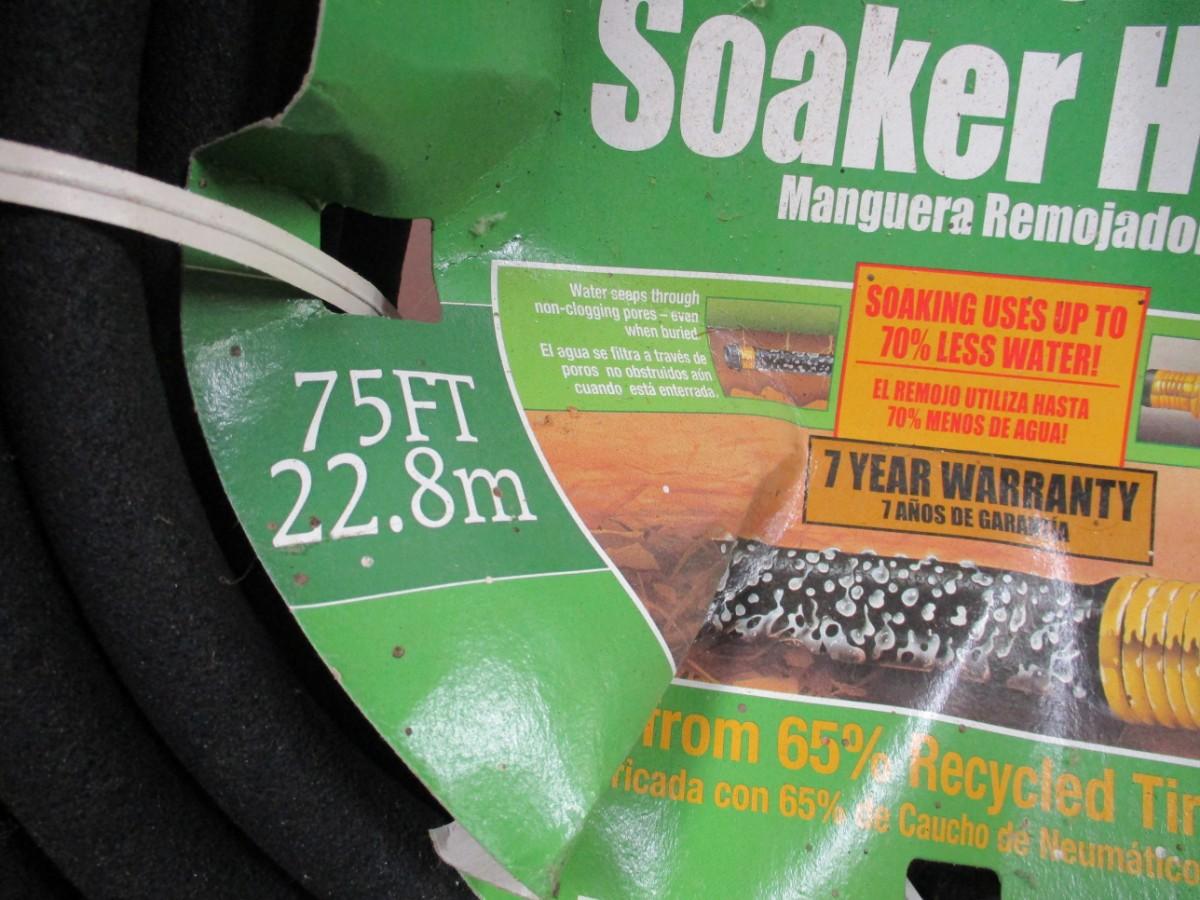 Soaker H
Manguera Remojado
Water seeps through
non-clogging pores – even
when buried.
El agua se filtra a través de
poros no obstruidos aún
cuando está enterrada.
SOAKING USES UP TO
70% LESS WATER!
EL REMOJO UTILIZA HASTA
70% MENOS DE AGUA!
7 YEAR WARRANTY
7 AÑOS DE GARANTÍA
75FT
22.8m
from 65% Recycled Tir
ricada con 65% de Caucho de Neumático